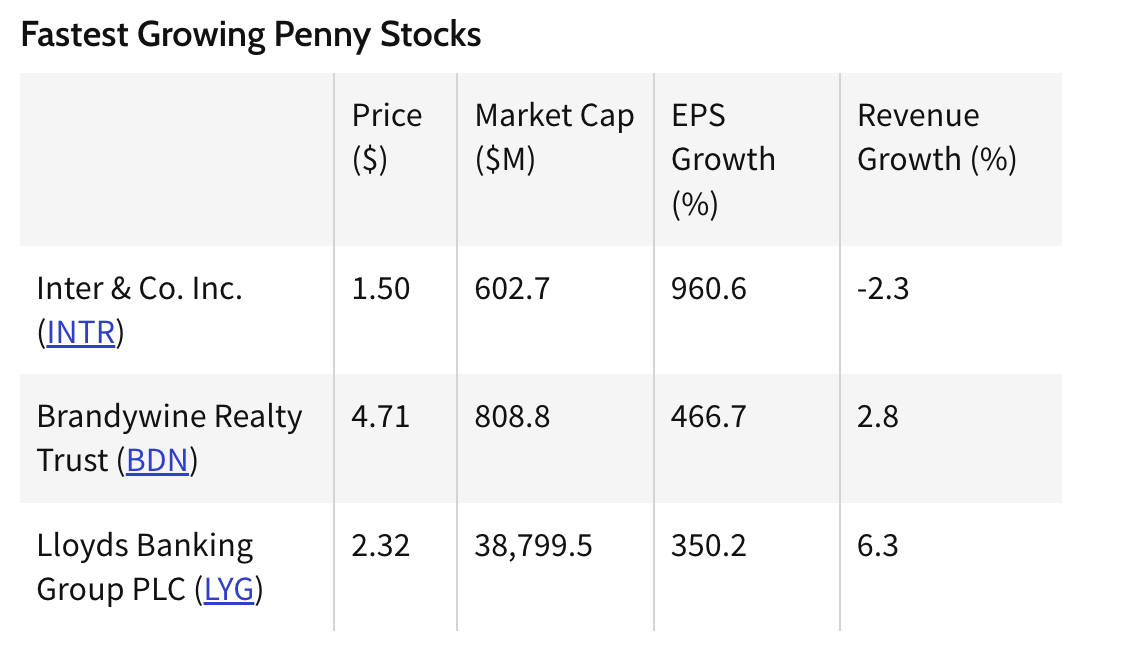 Fastest Growing Penny Stocks
Price
($)
Market Cap
($M)
EPS
Growth
(%)
Revenue
Growth (%)
Inter & Co. Inc.
(INTR)
1.50
602.7
960.6
-2.3
Brandywine Realty
Trust (BDN)
4.71
808.8
466.7
2.8
Lloyds Banking
Group PLC (LYG)
2.32
38,799.5
350.2
6.3